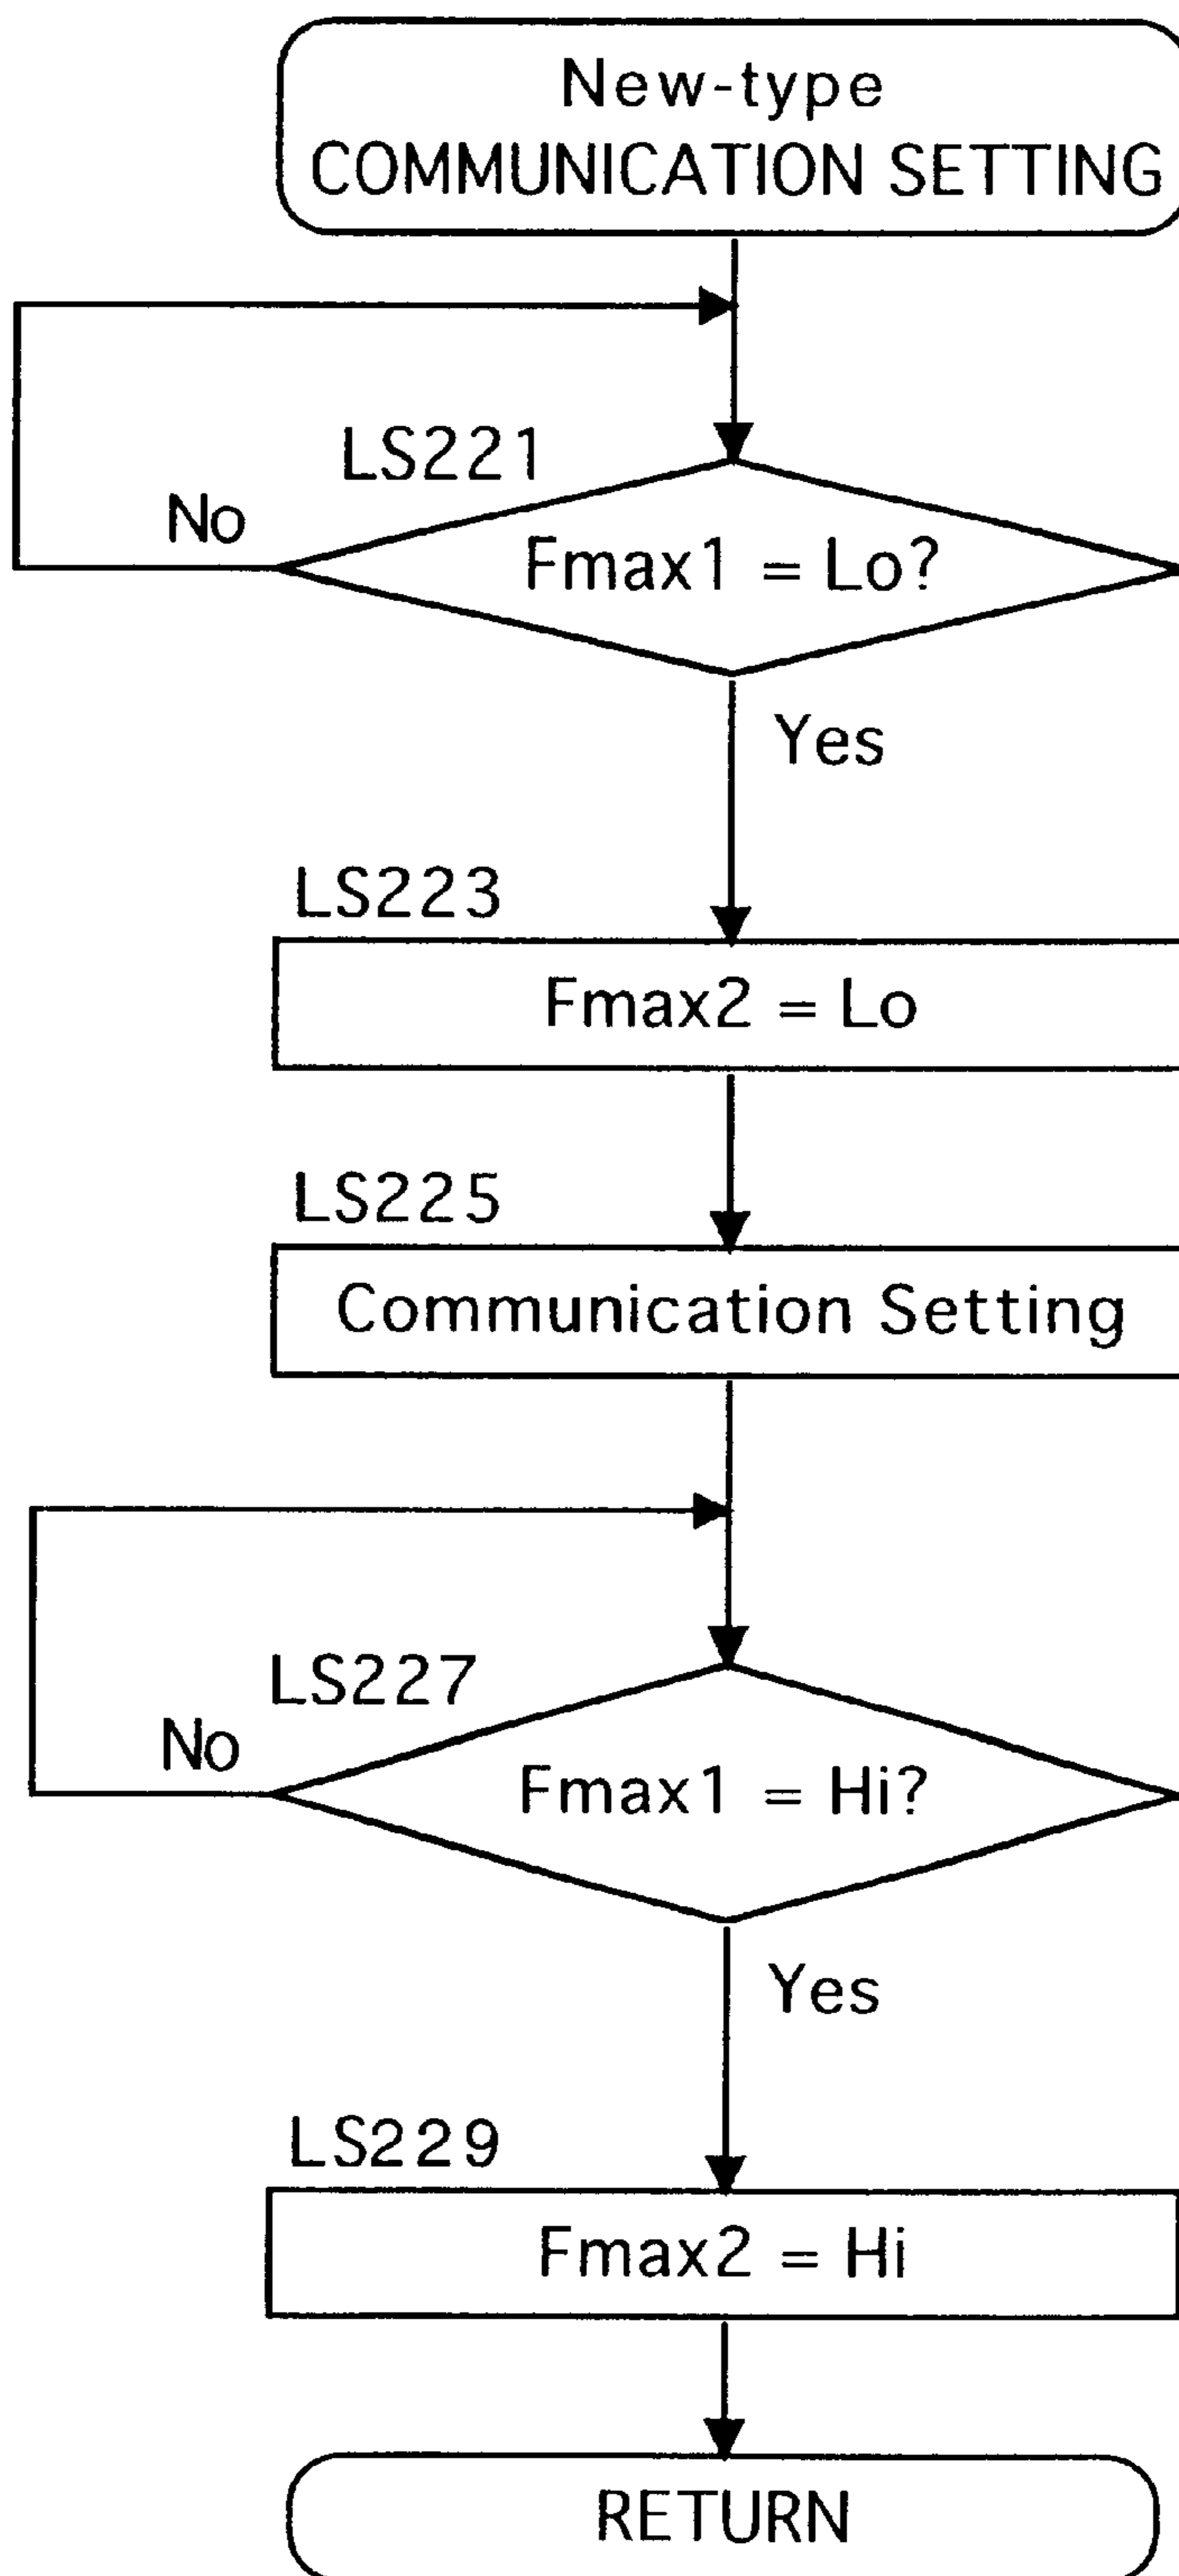 New-type
COMMUNICATION SETTING
LS221
No
Fmax1 = Lo?
Yes
LS223
Fmax2 = Lo
LS225
Communication Setting
LS227
No
Fmax1 = Hi?
Yes
LS229
Fmax2 = Hi
RETURN